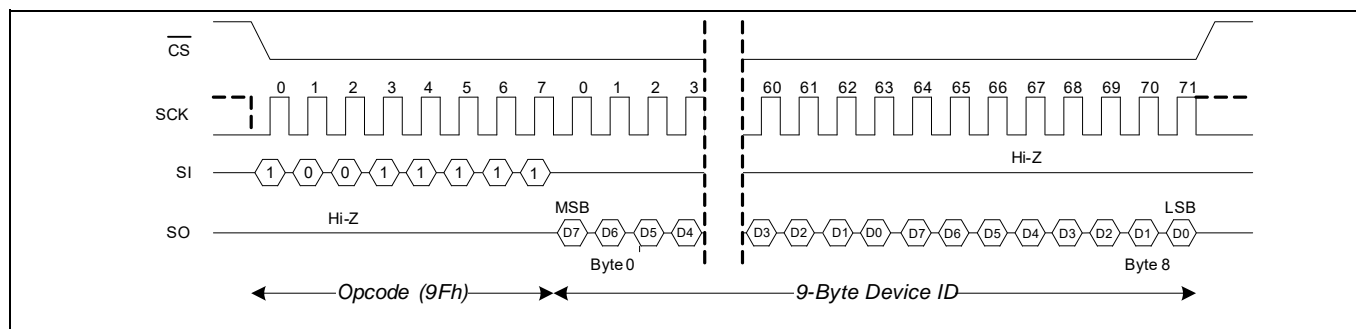 CS
0 1 2 3 4 5 6 7 0 1 2 3 60 61 62 63 64 65 66 67 68 69 70 71
SCK
Hi-Z
SI 1 0 0 1 1 1 1 1
Hi-Z MSB LSB
SO D7 D6 D5 D4 D3 D2 D1 D0 D7 D6 D5 D4 D3 D2 D1 D0
Byte 0 Byte 8
Opcode (9Fh) 9-Byte Device ID